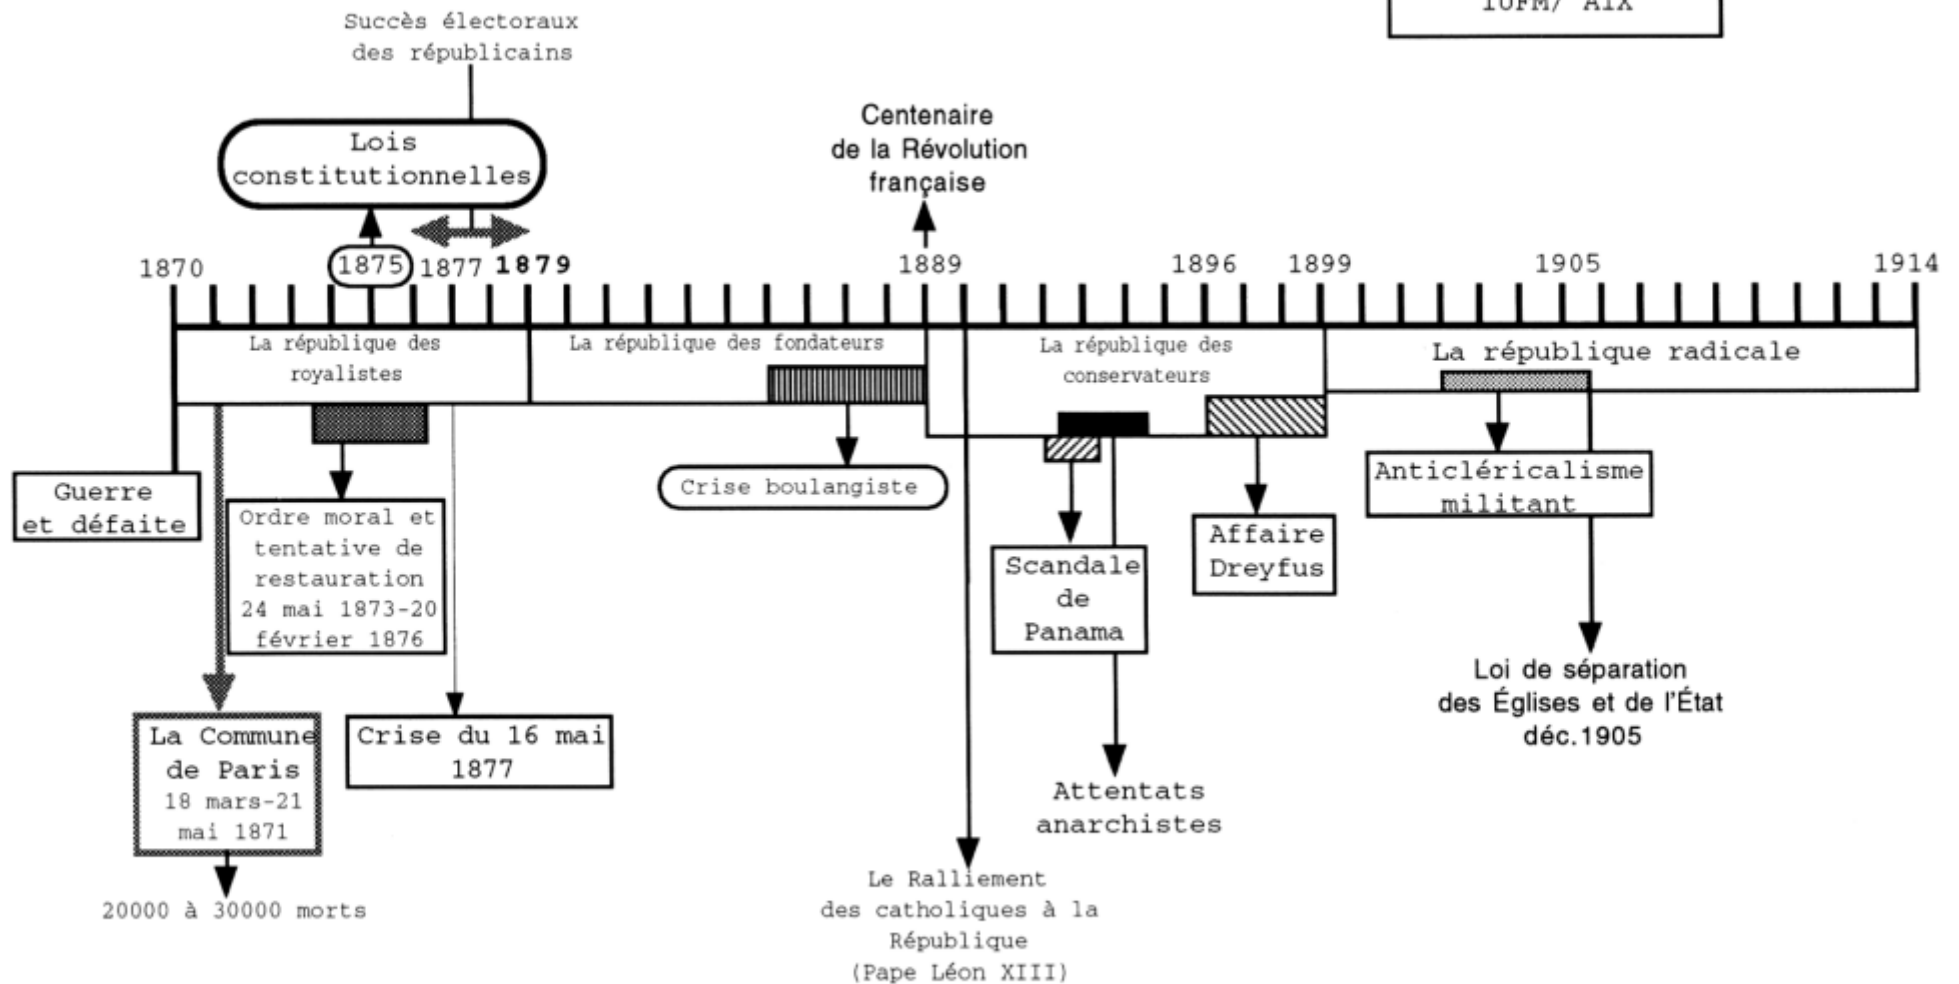 IUFM/ AIX
Succès électoraux
des républicains
Lois
constitutionnelles
Centenaire
de la Révolution
française
1870
1875
1877
1879
1889
1896
1899
1905
1914
La république des
royalistes
La république des fondateurs
La république des
conservateurs
La république radicale
Guerre
et défaite
Ordre moral et
tentative de
restauration
24 mai 1873-20
février 1876
Crise boulangiste
Scandale
de
Panama
Affaire
Dreyfus
Anticléricalisme
militant
Loi de séparation
des Églises et de l'État
déc.1905
La Commune
de Paris
18 mars-21
mai 1871
Crise du 16 mai
1877
Attentats
anarchistes
20000 à 30000 morts
Le Ralliement
des catholiques à la
République
(Pape Léon XIII)